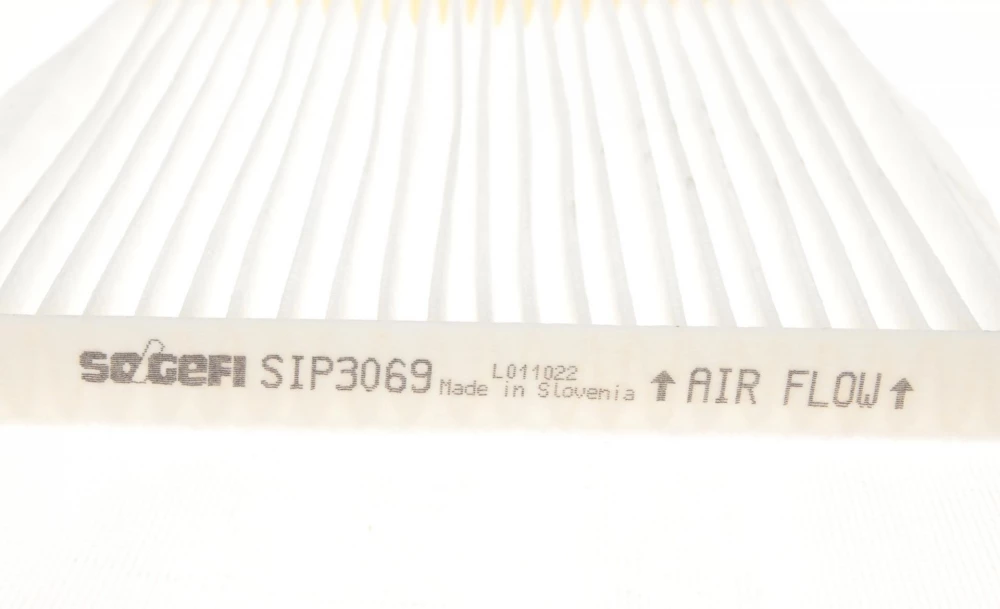 SOGEFI SIP3069 L011022
Made in Slovenia ↑ AIR FLOW ↑